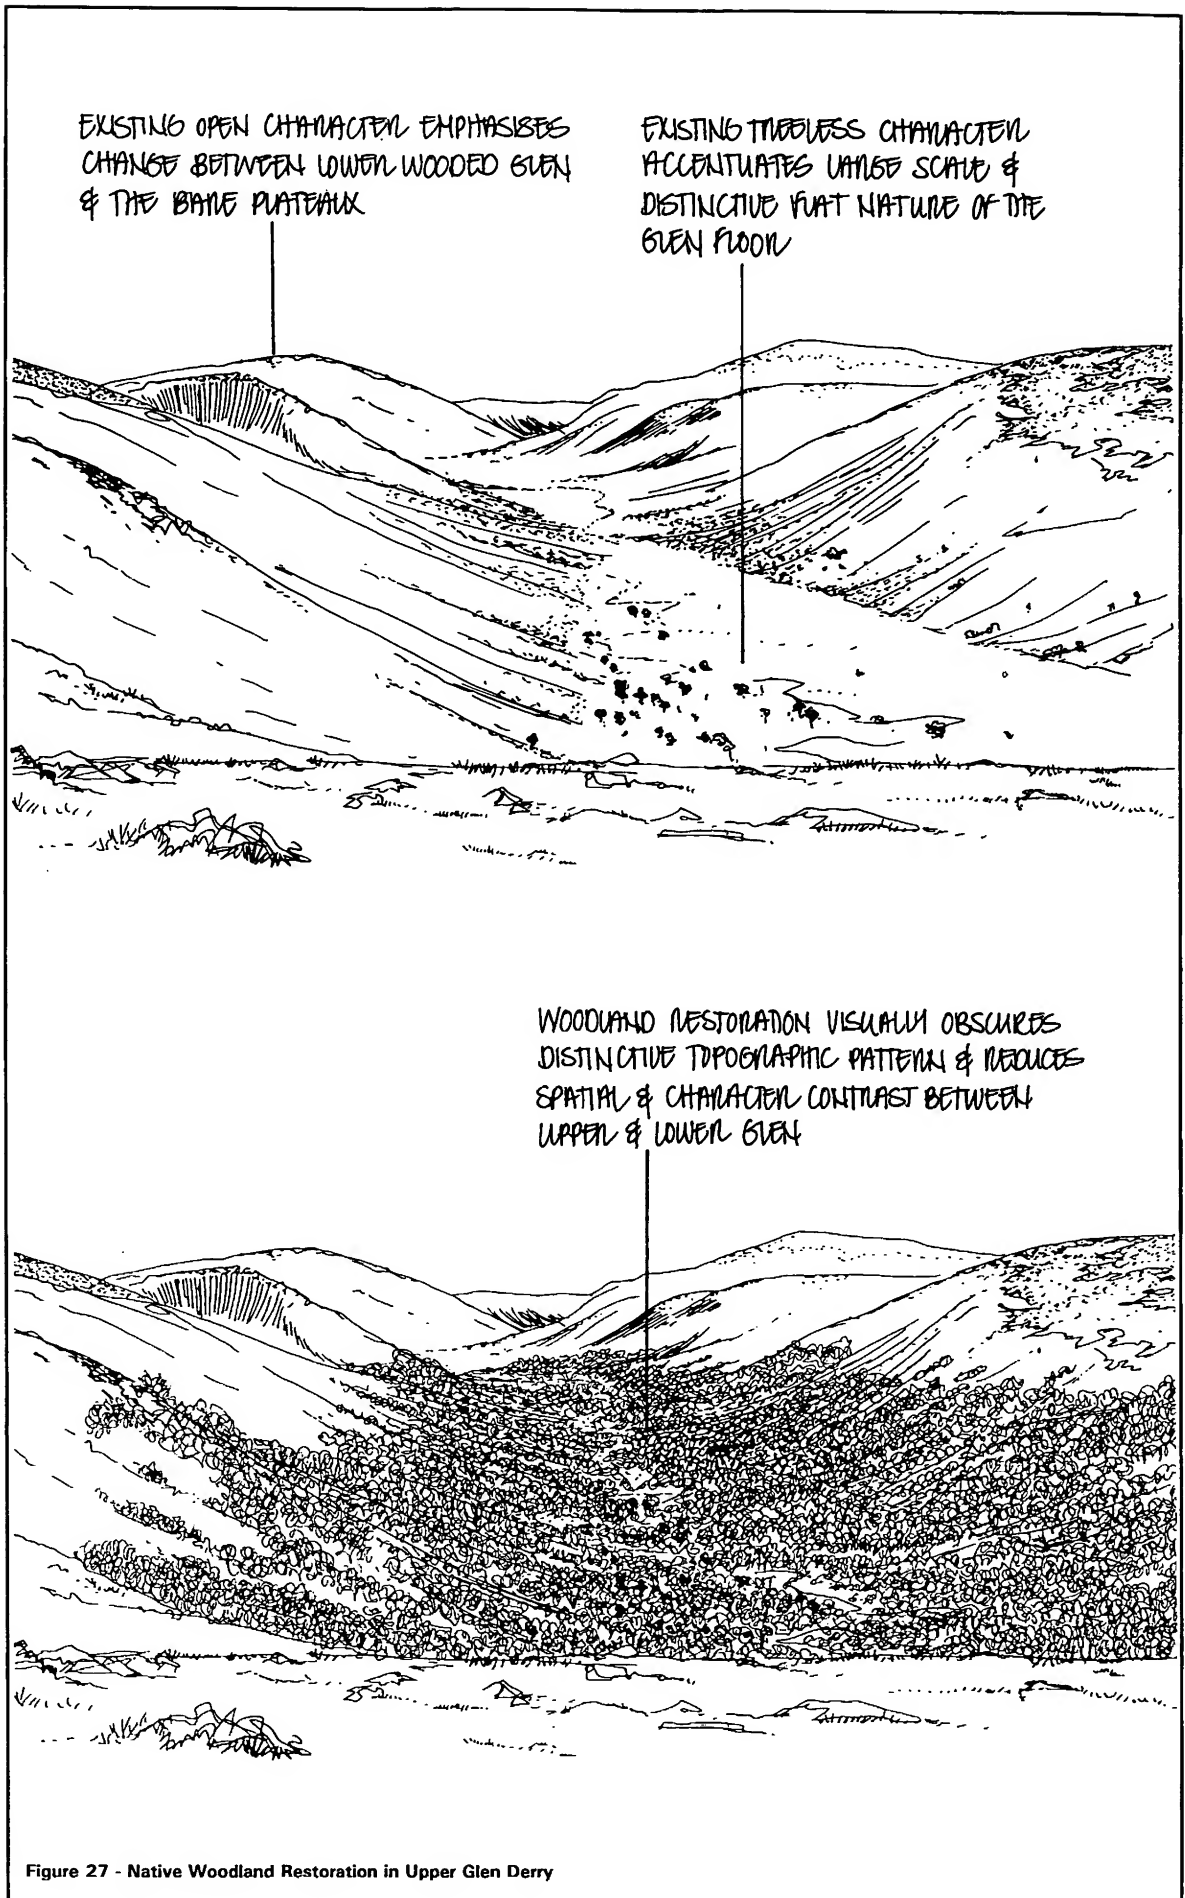 EXISTING OPEN CHARACTER EMPHASISES
CHANGE BETWEEN LOWER WOODED GLEN
& THE BARE PLATEAUX
EXISTING TREELESS CHARACTER
ACCENTUATES LARGE SCALE &
DISTINCTIVE FLAT NATURE OF THE
GLEN FLOOR
WOODLAND RESTORATION VISUALLY OBSCURES
DISTINCTIVE TOPOGRAPHIC PATTERN & REDUCES
SPATIAL & CHARACTER CONTRAST BETWEEN
UPPER & LOWER GLEN
Figure 27 - Native Woodland Restoration in Upper Glen Derry